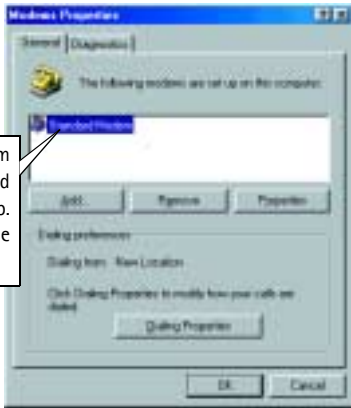 Modems Properties
General Diagnostics
The following modems are set up on this computer:
Standard Modem
m
d
o.
e
Add... Remove Properties
Dialing preferences
Dialing from: New Location
Click Dialing Properties to modify how your calls are
dialed.
Dialing Properties
OK Cancel